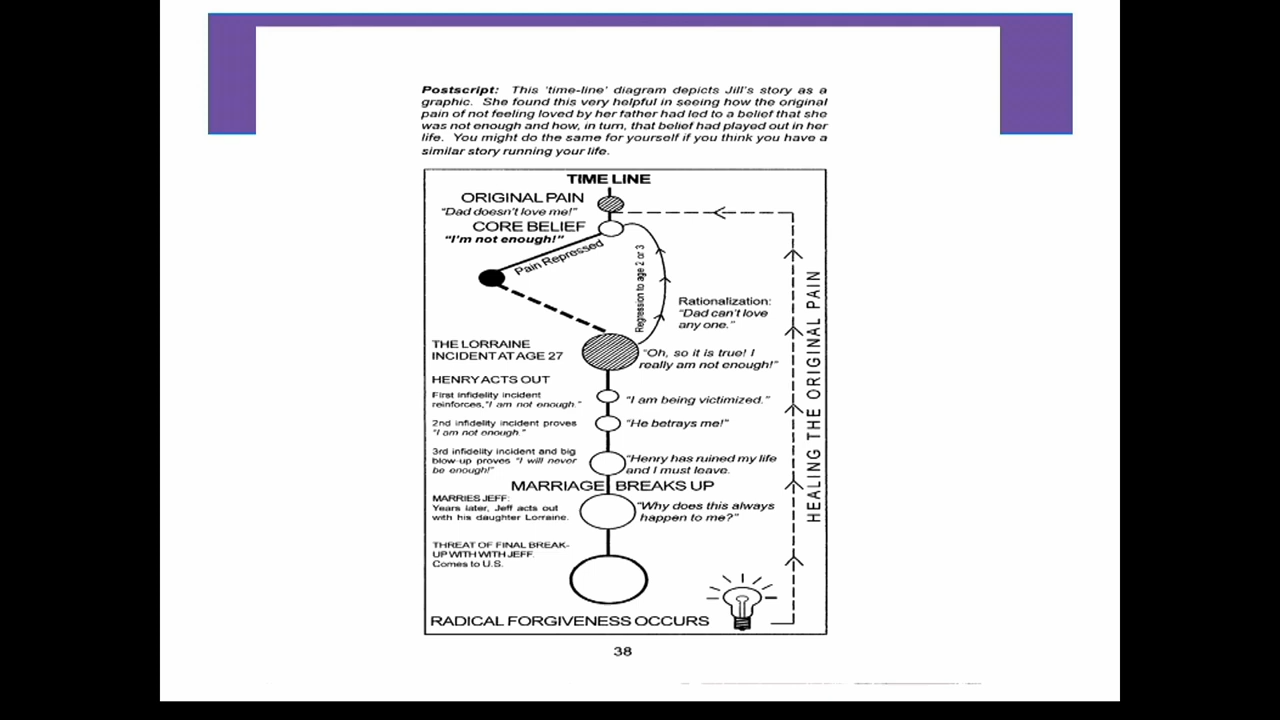 Postscript: This 'time-line' diagram depicts Jill's story as a
graphic. She found this very helpful in seeing how the original
pain of not feeling loved by her father had led to a belief that she
was not enough and how, in turn, that belief had played out in her
life. You might do the same for yourself if you think you have a
similar story running your life.
TIME LINE
ORIGINAL PAIN
"Dad doesn't love me!"
CORE BELIEF
"I'm not enough!"
Pain Repressed
Regression to age 2 or 3
Rationalization:
"Dad can't love
any one."
THE LORRAINE
INCIDENT AT AGE 27
"Oh, so it is true! I
really am not enough!"
HENRY ACTS OUT
First infidelity incident
reinforces, "I am not enough."
"I am being victimized."
2nd infidelity incident proves
"I am not enough."
"He betrays me!"
3rd infidelity incident and big
blow-up proves "I will never
be enough!"
"Henry has ruined my life
and I must leave.
MARRIAGE BREAKS UP
MARRIES JEFF:
Years later, Jeff acts out
with his daughter Lorraine.
"Why does this always
happen to me?"
THREAT OF FINAL BREAK-
UP WITH WITH JEFF.
Comes to U.S.
HEALING THE ORIGINAL PAIN
RADICAL FORGIVENESS OCCURS
38